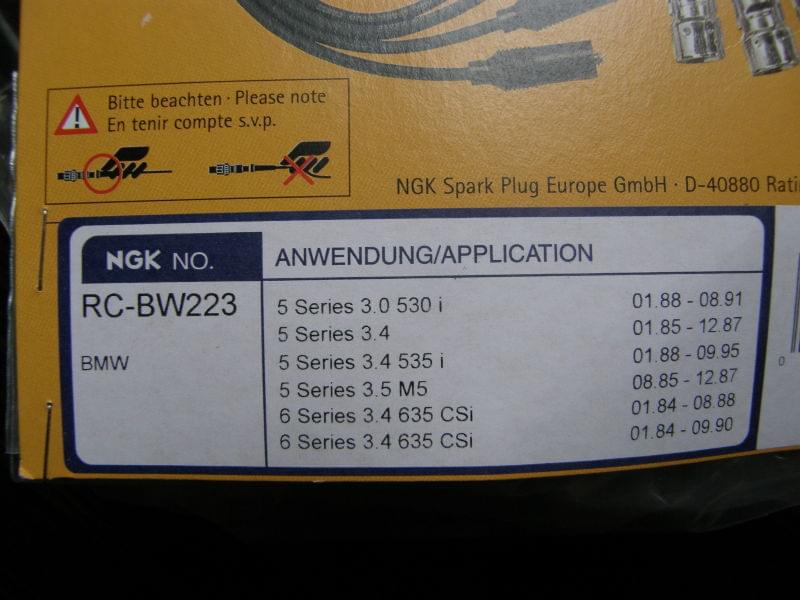 Bitte beachten · Please note
En tenir compte s.v.p.
NGK Spark Plug Europe GmbH · D-40880
NGK NO.
ANWENDUNG/APPLICATION
RC-BW223
BMW
5 Series 3.0 530 i 01.88 - 08.91
5 Series 3.4 01.85 - 12.87
5 Series 3.4 535 i 01.88 - 09.95
5 Series 3.5 M5 08.85 - 12.87
6 Series 3.4 635 CSi 01.84 - 08.88
6 Series 3.4 635 CSi 01.84 - 09.90
0